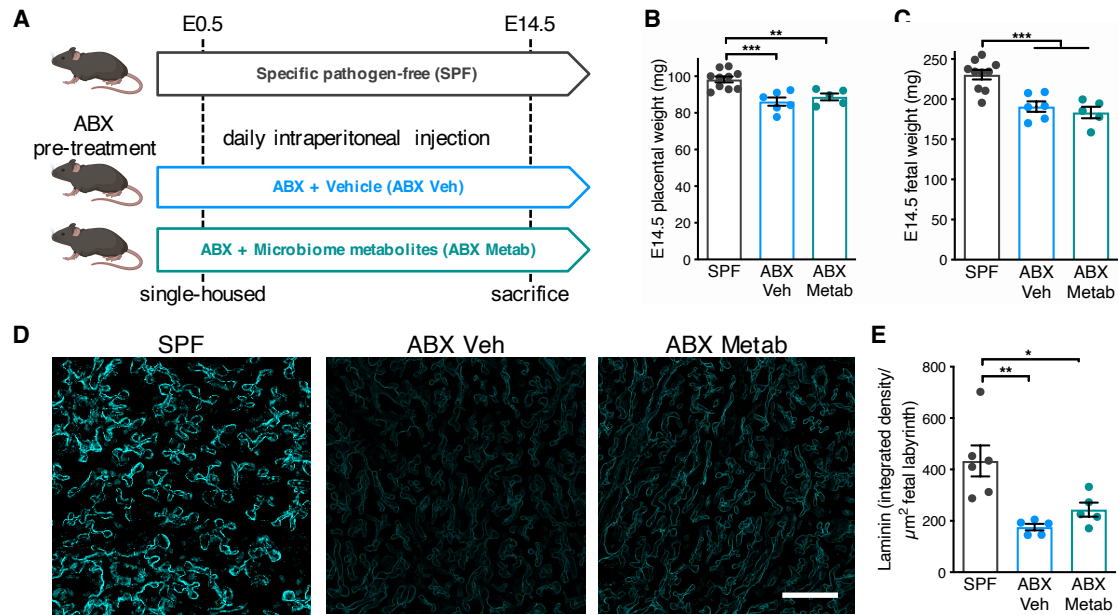 A
E0.5
E14.5
Specific pathogen-free (SPF)
ABX
pre-treatment
daily intraperitoneal injection
ABX + Vehicle (ABX Veh)
ABX + Microbiome metabolites (ABX Metab)
single-housed
sacrifice
B
E14.5 placental weight (mg)
120
100
80
60
40
20
0
**
***
SPF
ABX
Veh
ABX
Metab
C
E14.5 fetal weight (mg)
250
200
150
100
50
0
***
SPF
ABX
Veh
ABX
Metab
D
SPF
ABX Veh
ABX Metab
E
Laminin (integrated density/
µm² fetal labyrinth)
800
600
400
200
0
*
**
SPF
ABX
Veh
ABX
Metab